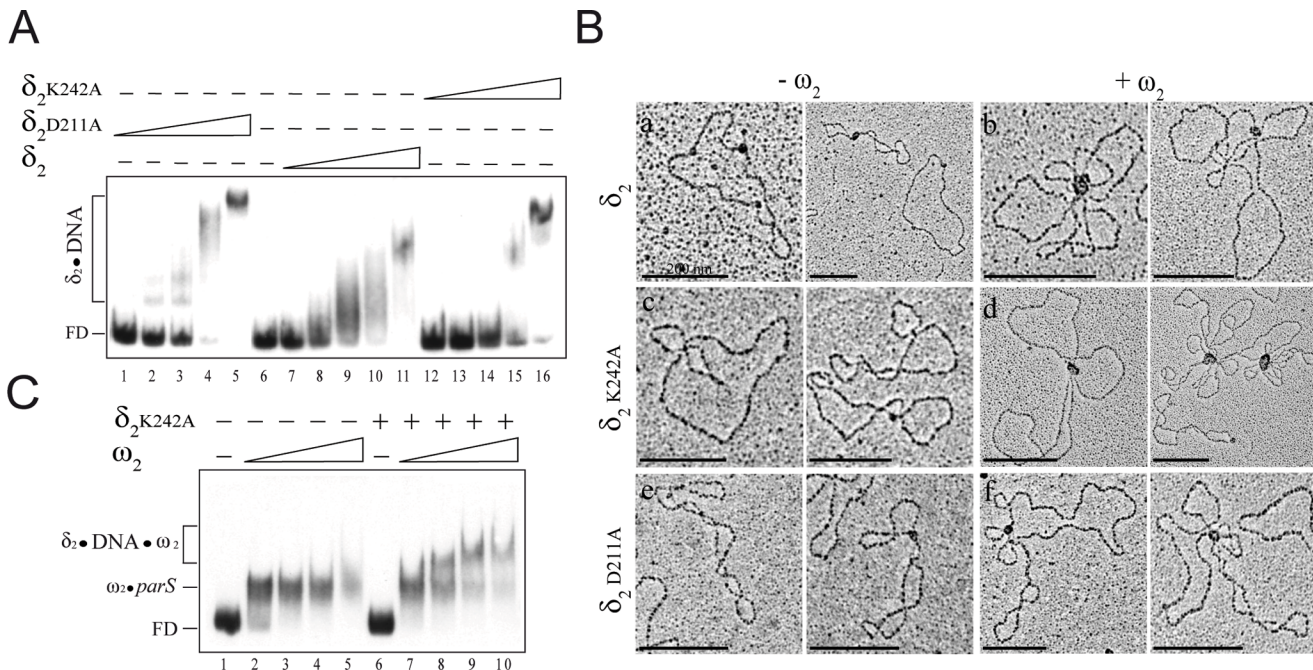 A
δ₂K242A – – – – – – – – – – –
δ₂D211A – – – – – – – – – – –
δ₂ – – – – – – – – – – –
δ₂•DNA
FD
1 2 3 4 5 6 7 8 9 10 11 12 13 14 15 16
C
δ₂K242A – – – – – + + + + +
ω₂ – –
δ₂•DNA•ω₂
ω₂•parS
FD
1 2 3 4 5 6 7 8 9 10
B
- ω₂ + ω₂
δ₂
a b
200 nm
δ₂ K242A
c d
δ₂ D211A
e f